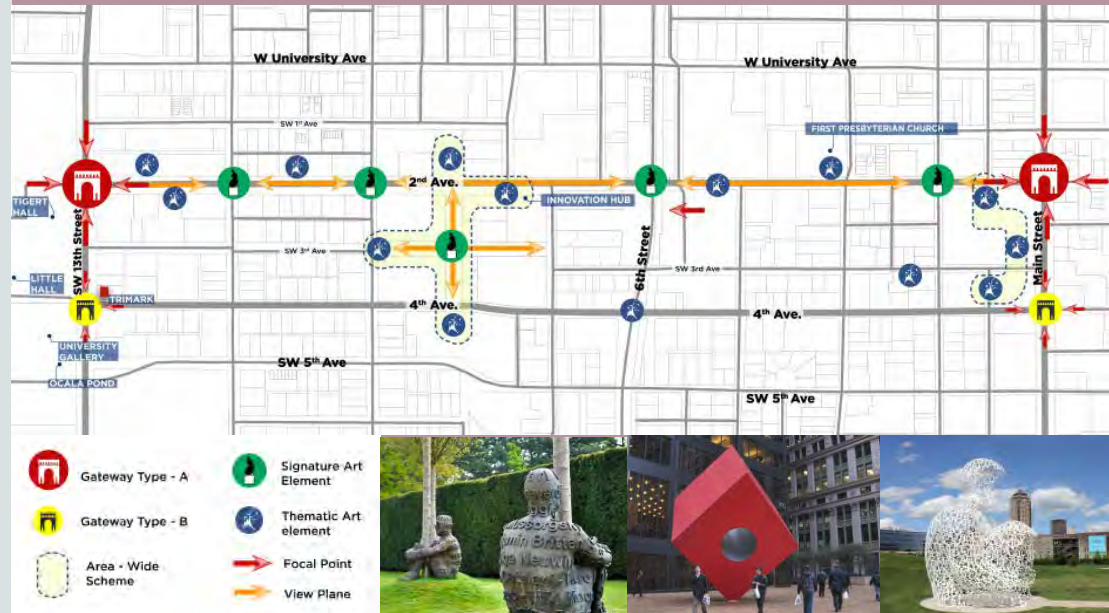 W University Ave
W University Ave
SW 1st Ave
FIRST PRESBYTERIAN CHURCH
2nd Ave.
INNOVATION HUB
TIGERT
HALL
SW 13th Street
SW 3rd Ave
6th Street
SW 3rd Ave
Main Street
LITTLE
HALL
TRIMARK
4th Ave.
4th Ave.
UNIVERSITY
GALLERY
SW 5th Ave
OCALA POND
SW 5th Ave
Gateway Type - A
Signature Art
Element
Gateway Type - B
Thematic Art
element
Area - Wide
Scheme
Focal Point
View Plane